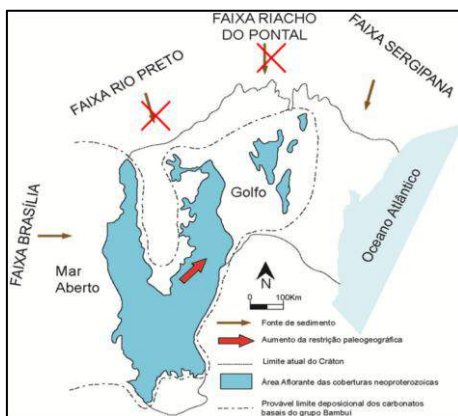 FAIXA RIACHO
DO PONTAL
FAIXA RIO PRETO
FAIXA SERGIPANA
FAIXA BRASÍLIA
Mar
Aberto
Golfo
Oceano Atlântico
N
0 100Km
Fonte de sedimento
Aumento da restrição paleogeográfica
Limite atual do Cráton
Área Aflorante das coberturas neoproterozoicas
Provável limite deposicional dos carbonatos
basais do grupo Bambuí